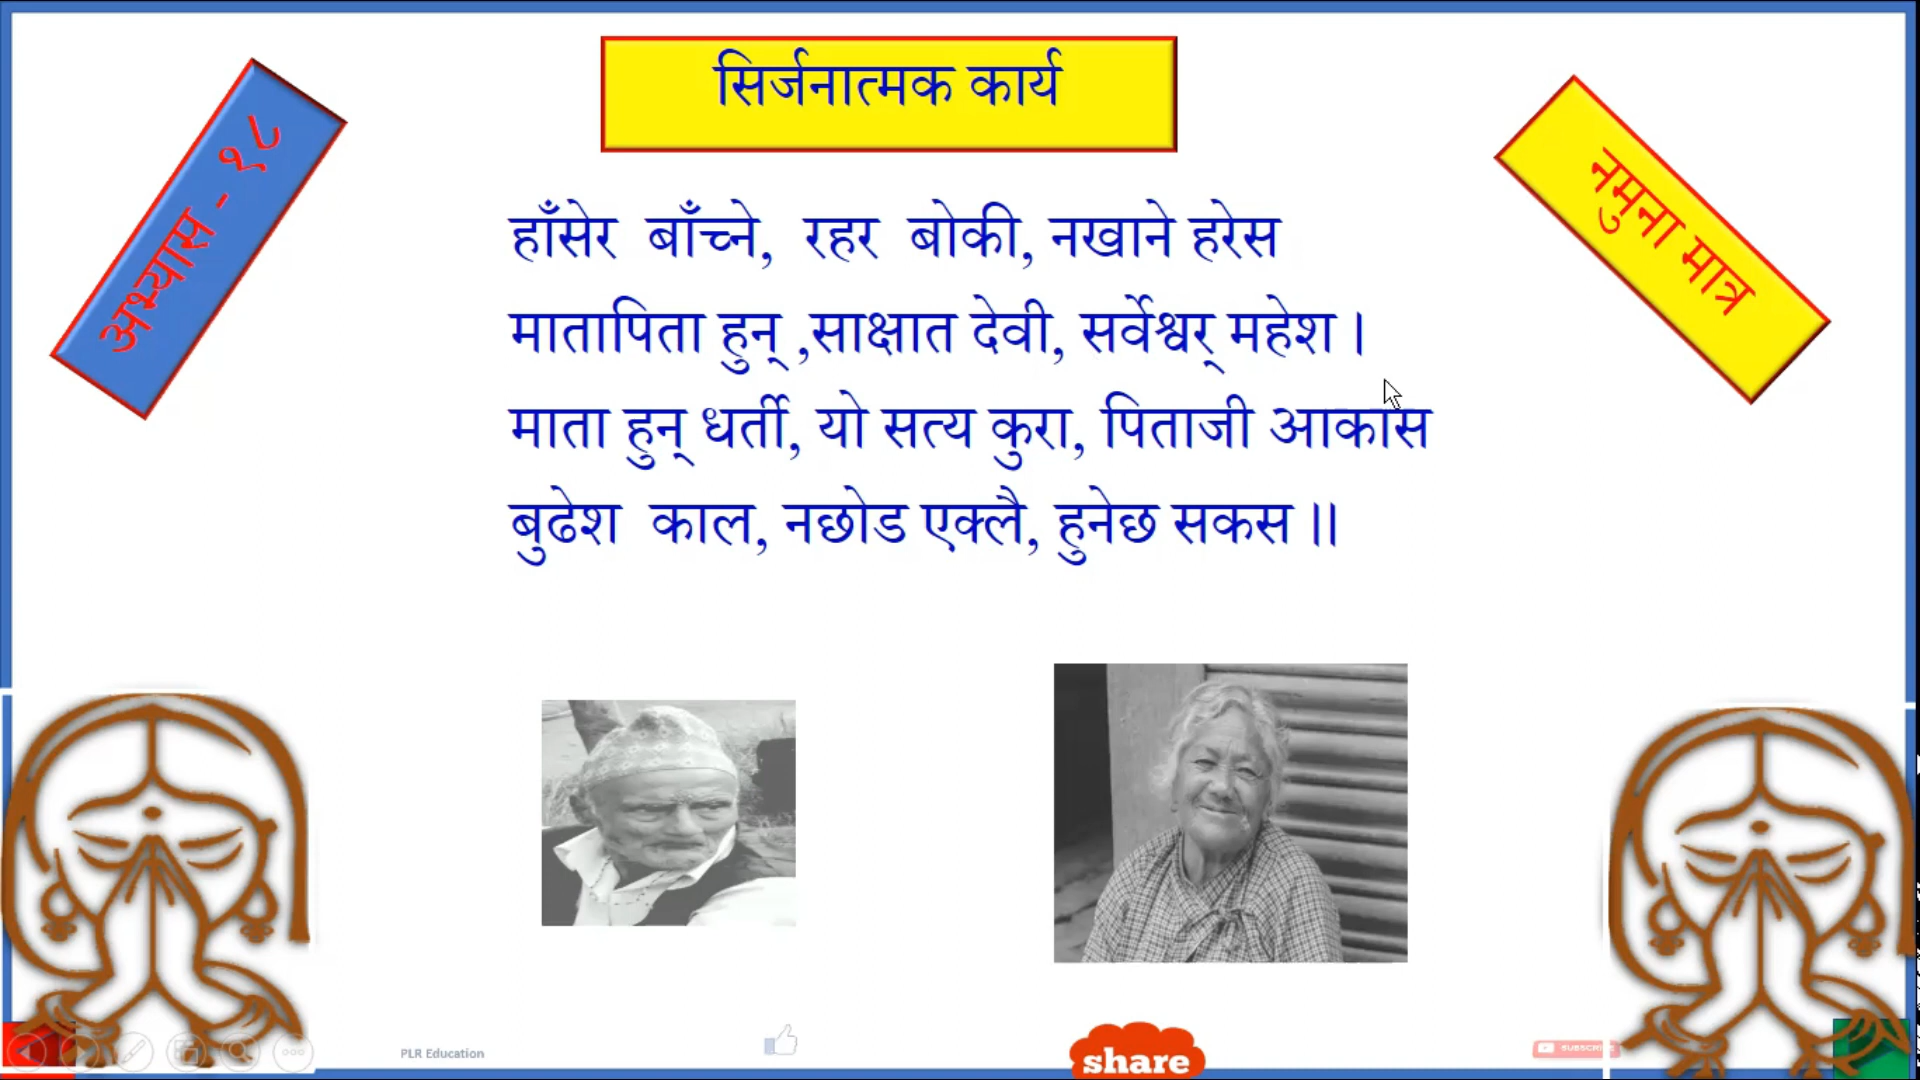 सिर्जनात्मक कार्य
अभ्यास - १८
नमुना मात्र
हाँसेर बाँच्ने, रहर बोकी, नखाने हरेस
मातापिता हुन् ,साक्षात देवी, सर्वेश्वर् महेश ।
माता हुन् धर्ती, यो सत्य कुरा, पिताजी आकास
बुढेश काल, नछोड एक्लै, हुनेछ सकस ॥
PLR Education
share
SUBSCRIBE